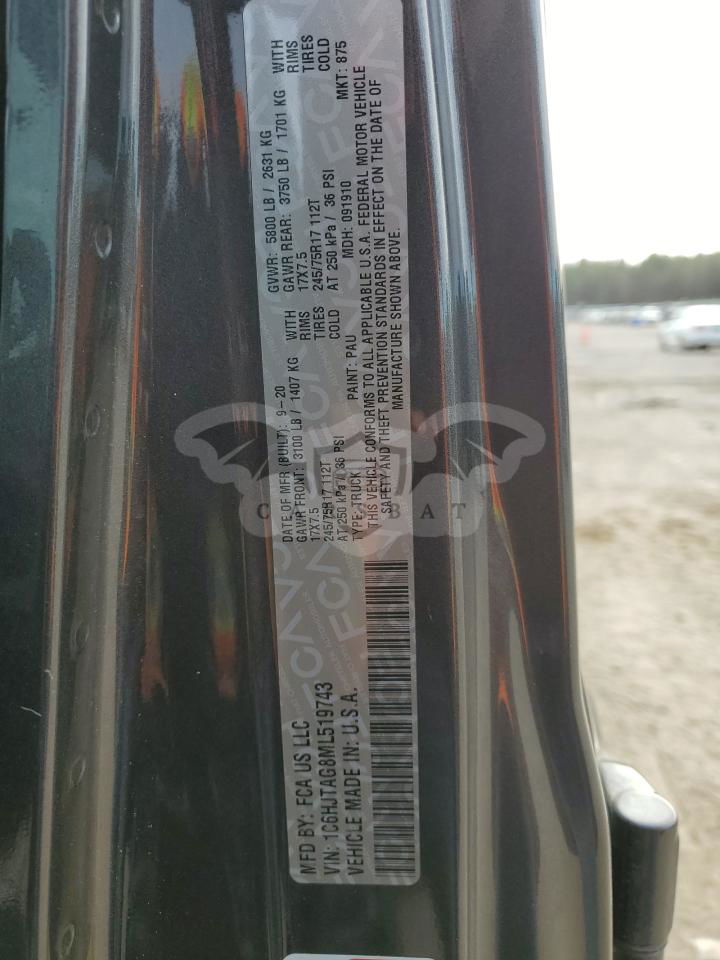 MFD BY: FCA US LLC
DATE OF MFR (BUILT): 9-20
GVWR: 5800 LB / 2631 KG
GAWR FRONT: 3100 LB / 1407 KG WITH
GAWR REAR: 3750 LB / 1701 KG WITH
17X7.5 RIMS
17X7.5 RIMS
245/75R17 112T TIRES
245/75R17 112T TIRES
AT 250 kPa / 36 PSI COLD
AT 250 kPa / 36 PSI COLD
VIN: 1C6HJTAG8ML519743
TYPE: TRUCK
PAINT: PAU
MDH: 091910
MKT: 875
VEHICLE MADE IN: U.S.A.
THIS VEHICLE CONFORMS TO ALL APPLICABLE U.S.A. FEDERAL MOTOR VEHICLE
SAFETY AND THEFT PREVENTION STANDARDS IN EFFECT ON THE DATE OF
MANUFACTURE SHOWN ABOVE.